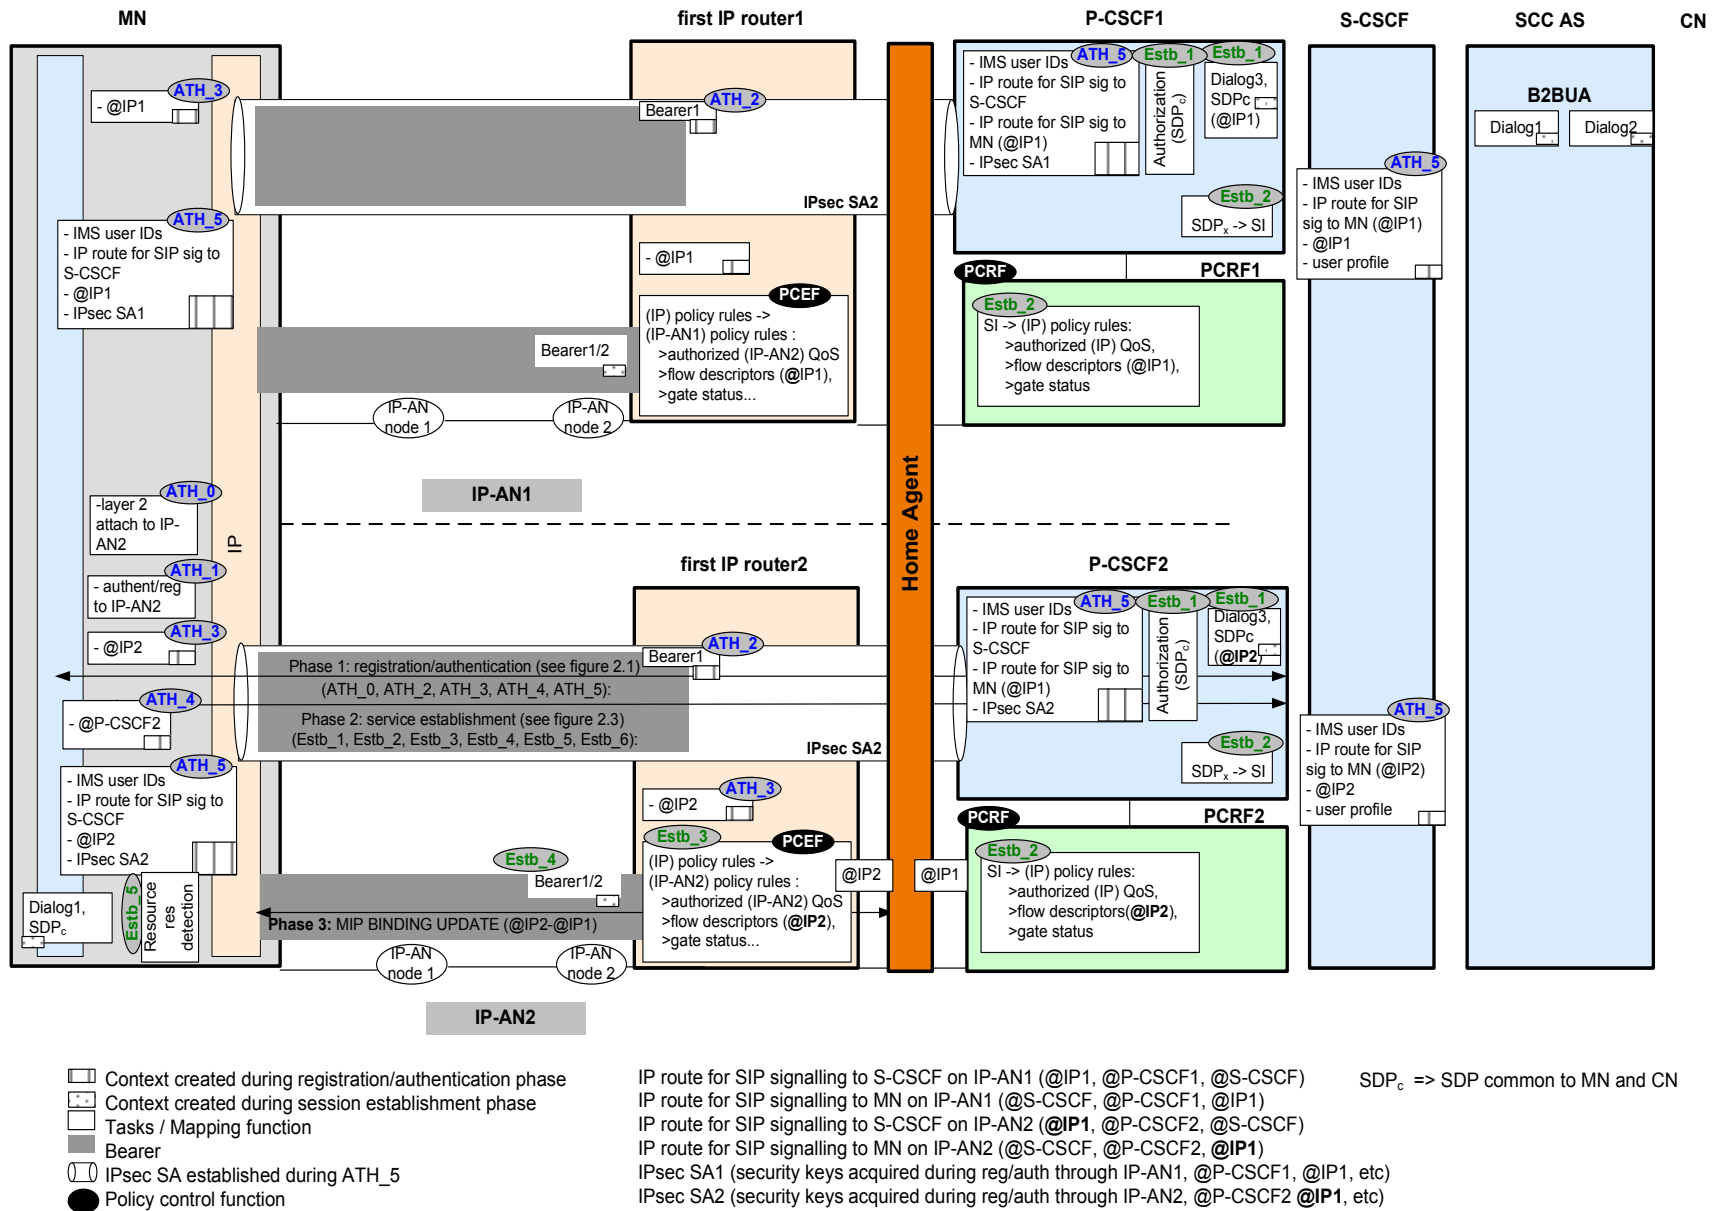 MN
first IP router1
P-CSCF1
S-CSCF
SCC AS
CN
ATH_3
- @IP1
Bearer1
ATH_2
- IMS user IDs
- IP route for SIP sig to
S-CSCF
- IP route for SIP sig to
MN (@IP1)
- IPsec SA1
ATH_5
Estb_1
Authorization
(SDPc)
Estb_1
Dialog3,
SDPc
(@IP1)
B2BUA
Dialog1
Dialog2
IPsec SA2
Estb_2
SDPx -> SI
ATH_5
- IMS user IDs
- IP route for SIP
sig to MN (@IP1)
- @IP1
- user profile
ATH_5
- IMS user IDs
- IP route for SIP sig to
S-CSCF
- @IP1
- IPsec SA1
- @IP1
PCEF
(IP) policy rules ->
(IP-AN1) policy rules :
>authorized (IP-AN2) QoS
>flow descriptors (@IP1),
>gate status...
Bearer1/2
IP-AN
node 1
IP-AN
node 2
PCRF
PCRF1
Estb_2
SI -> (IP) policy rules:
>authorized (IP) QoS,
>flow descriptors (@IP1),
>gate status
IP-AN1
Home Agent
IP
ATH_0
-layer 2
attach to IP-
AN2
ATH_1
- authent/reg
to IP-AN2
ATH_3
- @IP2
first IP router2
P-CSCF2
Bearer1
ATH_2
Phase 1: registration/authentication (see figure 2.1)
(ATH_0, ATH_2, ATH_3, ATH_4, ATH_5):
Phase 2: service establishment (see figure 2.3)
(Estb_1, Estb_2, Estb_3, Estb_4, Estb_5, Estb_6):
IPsec SA2
- IMS user IDs
- IP route for SIP sig to
S-CSCF
- IP route for SIP sig to
MN (@IP1)
- IPsec SA2
ATH_5
Estb_1
Authorization
(SDPc)
Estb_1
Dialog3,
SDPc
(@IP2)
Estb_2
SDPx -> SI
ATH_5
- IMS user IDs
- IP route for SIP
sig to MN (@IP2)
- @IP2
- user profile
ATH_4
- @P-CSCF2
ATH_5
- IMS user IDs
- IP route for SIP sig to
S-CSCF
- @IP2
- IPsec SA2
Dialog1,
SDPc
Estb_5
Resource
res
detection
ATH_3
- @IP2
Estb_3
PCEF
(IP) policy rules ->
(IP-AN2) policy rules :
>authorized (IP-AN2) QoS
>flow descriptors (@IP2),
>gate status...
Estb_4
Bearer1/2
Phase 3: MIP BINDING UPDATE (@IP2-@IP1)
@IP2
@IP1
IP-AN
node 1
IP-AN
node 2
PCRF
PCRF2
Estb_2
SI -> (IP) policy rules:
>authorized (IP) QoS,
>flow descriptors(@IP2),
>gate status
IP-AN2
Context created during registration/authentication phase
Context created during session establishment phase
Tasks / Mapping function
Bearer
IPsec SA established during ATH_5
Policy control function
IP route for SIP signalling to S-CSCF on IP-AN1 (@IP1, @P-CSCF1, @S-CSCF)
IP route for SIP signalling to MN on IP-AN1 (@S-CSCF, @P-CSCF1, @IP1)
IP route for SIP signalling to S-CSCF on IP-AN2 (@IP1, @P-CSCF2, @S-CSCF)
IP route for SIP signalling to MN on IP-AN2 (@S-CSCF, @P-CSCF2, @IP1)
IPsec SA1 (security keys acquired during reg/auth through IP-AN1, @P-CSCF1, @IP1, etc)
IPsec SA2 (security keys acquired during reg/auth through IP-AN2, @P-CSCF2 @IP1, etc)
SDPc => SDP common to MN and CN